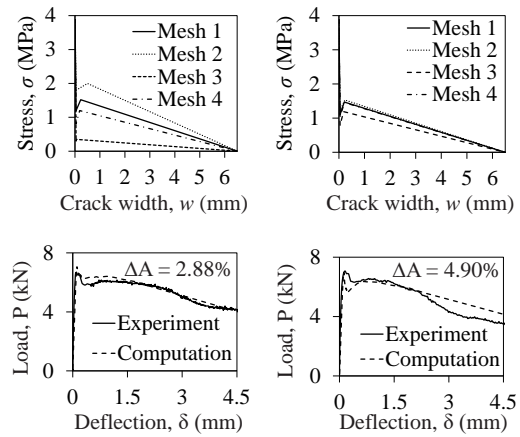 4
3
2
1
0
Stress, σ (MPa)
Mesh 1
Mesh 2
Mesh 3
Mesh 4
0 1 2 3 4 5 6
Crack width, w (mm)
4
3
2
1
0
Stress, σ (MPa)
Mesh 1
Mesh 2
Mesh 3
Mesh 4
0 1 2 3 4 5 6
Crack width, w (mm)
8
4
0
Load, P (kN)
ΔA = 2.88%
Experiment
Computation
0 1.5 3 4.5
Deflection, δ (mm)
8
4
0
Load, P (kN)
ΔA = 4.90%
Experiment
Computation
0 1.5 3 4.5
Deflection, δ (mm)